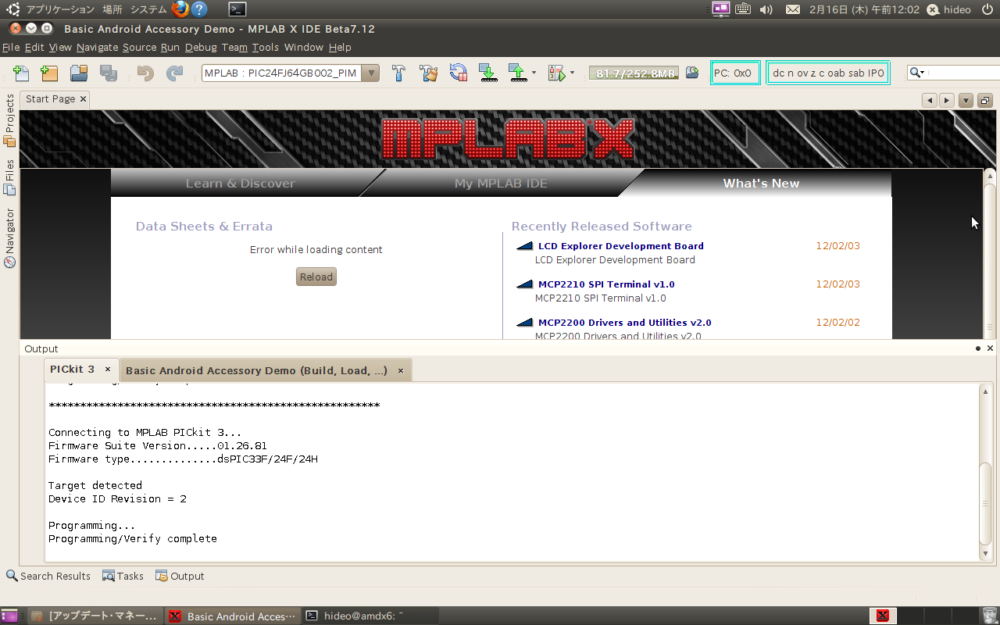 アプリケーション 場所 システム 2月16日 (木) 午前12:02 hideo
Basic Android Accessory Demo - MPLAB X IDE Beta7.12
File Edit View Navigate Source Run Debug Team Tools Window Help
MPLAB : PIC24FJ64GB002_PIM 81.7/252.8MB PC: 0x0 dc n ov z c oab sab IP0
Start Page
Projects
Files
Navigator
MPLAB X
Learn & Discover My MPLAB IDE What's New
Data Sheets & Errata
Error while loading content
Reload
Recently Released Software
LCD Explorer Development Board 12/02/03
LCD Explorer Development Board
MCP2210 SPI Terminal v1.0 12/02/03
MCP2210 SPI Terminal v1.0
MCP2200 Drivers and Utilities v2.0 12/02/02
MCP2200 Drivers and Utilities v2.0
Output
PICkit 3 Basic Android Accessory Demo (Build, Load, ...)
*****************************************************
Connecting to MPLAB PICkit 3...
Firmware Suite Version.....01.26.81
Firmware type..............dsPIC33F/24F/24H
Target detected
Device ID Revision = 2
Programming...
Programming/Verify complete
Search Results Tasks Output
[アップデート・マネー... Basic Android Acces... hideo@amdx6: ~